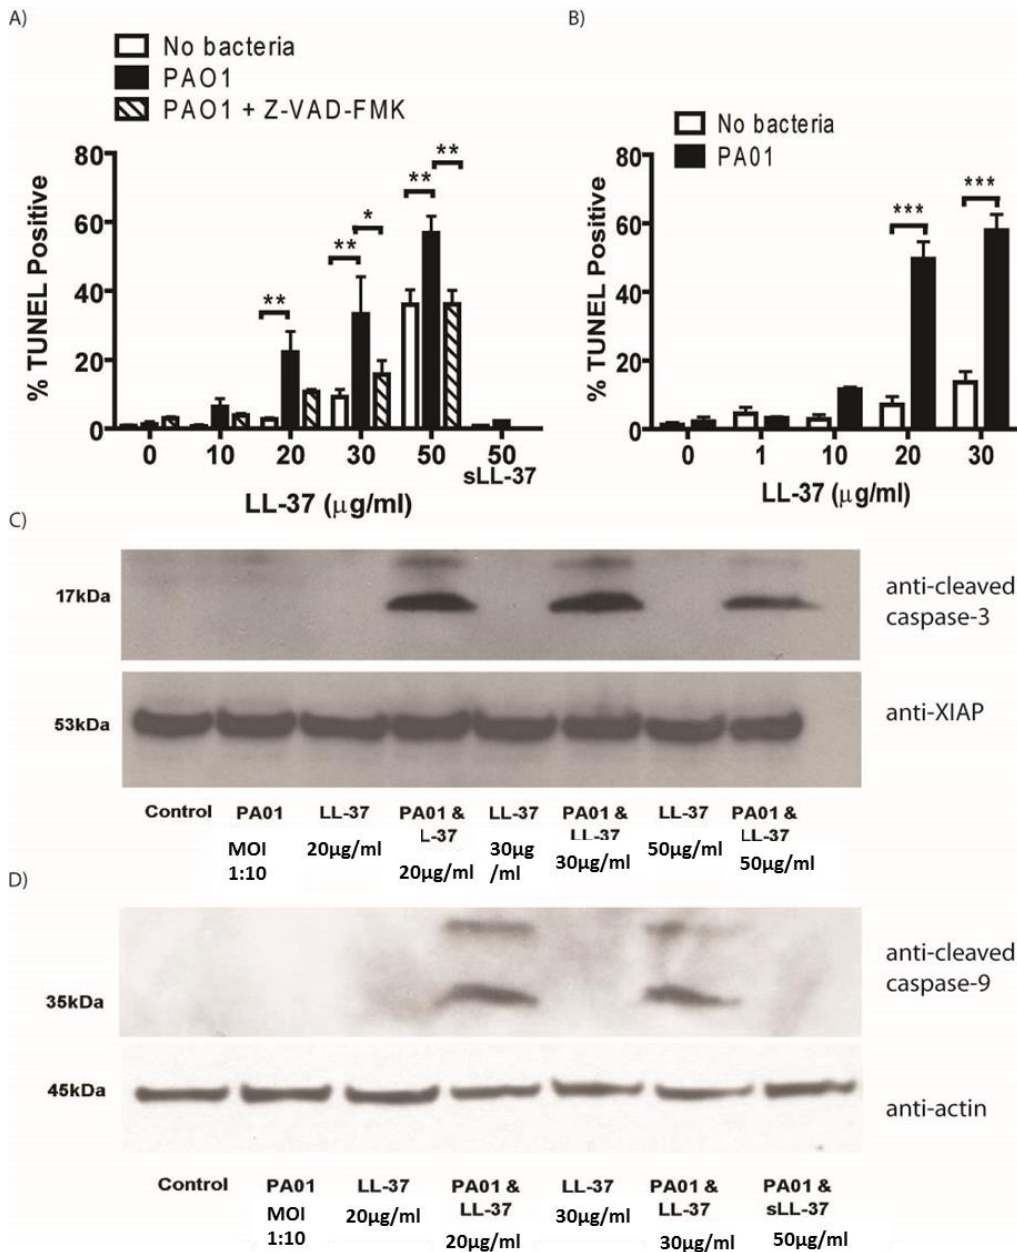 A)
No bacteria
PAO1
PAO1 + Z-VAD-FMK
** ** ** * ** **
80
60
40
20
0
% TUNEL Positive
0 10 20 30 50 50
sLL-37
LL-37 (μg/ml)
B)
No bacteria
PA01
*** ***
80
60
40
20
0
% TUNEL Positive
0 1 10 20 30
LL-37 (μg/ml)
C)
17kDa
anti-cleaved
caspase-3
53kDa
anti-XIAP
Control PA01 LL-37 PA01 & LL-37 PA01 & LL-37 PA01 &
L-37 LL-37 LL-37
MOI 20μg/ml 30μg 50μg/ml
1:10 20μg/ml /ml 30μg/ml 50μg/ml
D)
35kDa
anti-cleaved
caspase-9
45kDa
anti-actin
Control PA01 LL-37 PA01 & LL-37 PA01 & PA01 &
LL-37 LL-37 sLL-37
MOI 20μg/ml 30μg/ml
1:10 20μg/ml 30μg/ml 50μg/ml